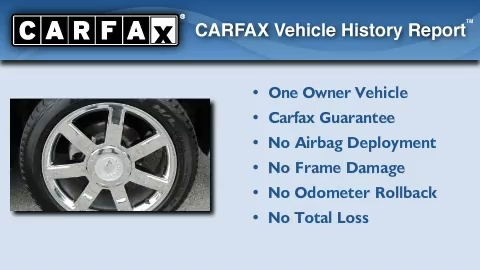 CARFAX® CARFAX Vehicle History Report™
• One Owner Vehicle
• Carfax Guarantee
• No Airbag Deployment
• No Frame Damage
• No Odometer Rollback
• No Total Loss